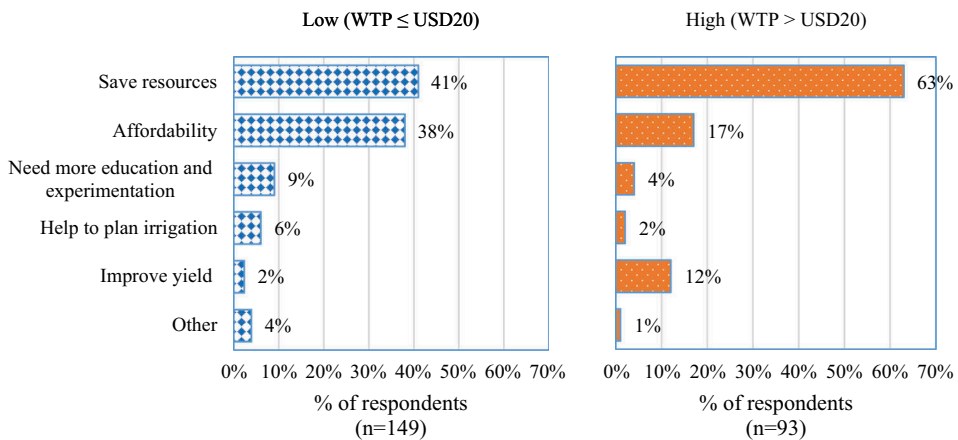 Low (WTP ≤ USD20)
High (WTP > USD20)
Save resources
41%
63%
Affordability
38%
17%
Need more education and
experimentation
9%
4%
Help to plan irrigation
6%
2%
Improve yield
2%
12%
Other
4%
1%
0% 10% 20% 30% 40% 50% 60% 70%
0% 10% 20% 30% 40% 50% 60% 70%
% of respondents
(n=149)
% of respondents
(n=93)